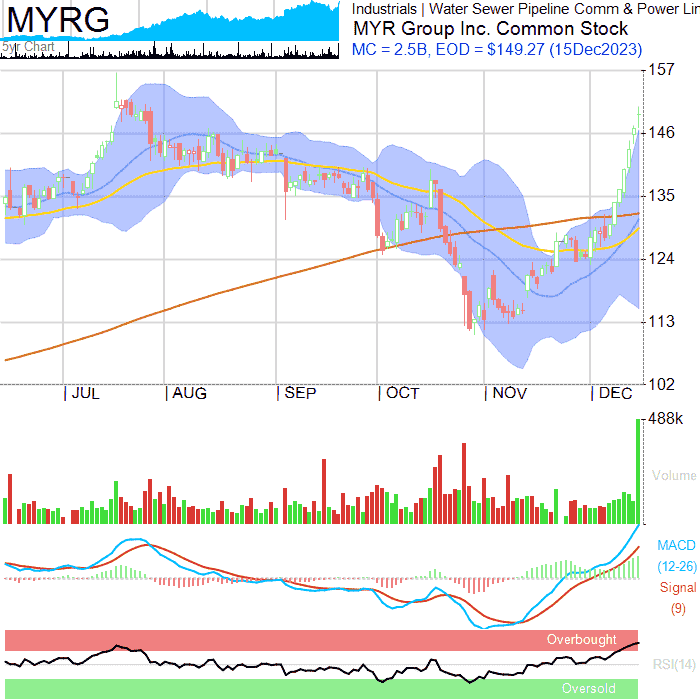 MYRG
5yr Chart
Industrials | Water Sewer Pipeline Comm & Power Lin
MYR Group Inc. Common Stock
MC = 2.5B, EOD = $149.27 (15Dec2023)
157
146
135
124
113
102
| JUL | AUG | SEP | OCT | NOV | DEC
488k
Volume
MACD
(12-26)
Signal
(9)
Overbought
RSI(14)
Oversold